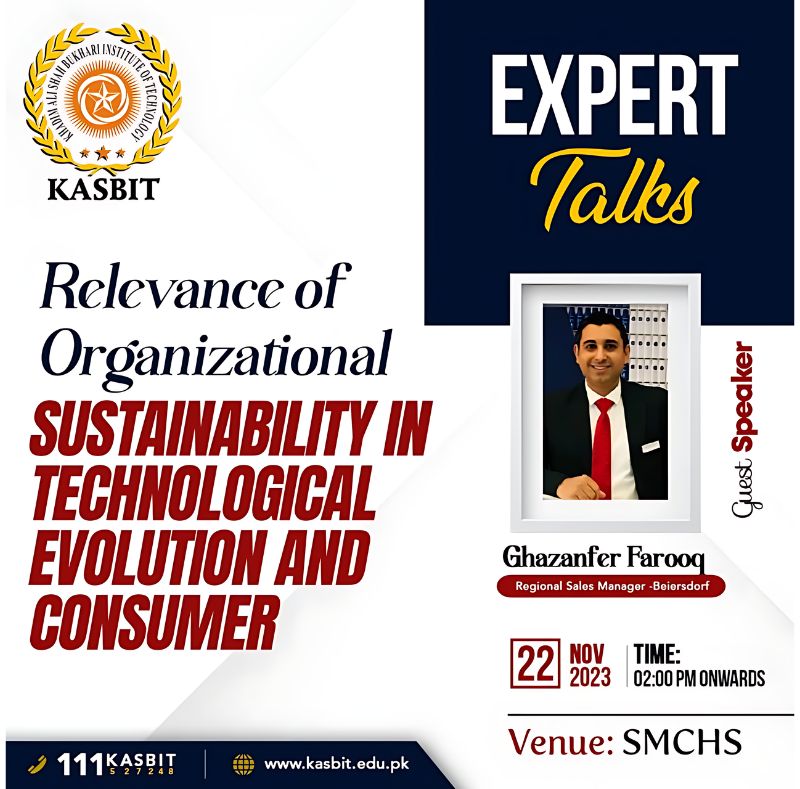 KHADIM ALI SHAH BUKHARI INSTITUTE OF TECHNOLOGY
KASBIT
EXPERT
Talks
Relevance of
Organizational
SUSTAINABILITY IN
TECHNOLOGICAL
EVOLUTION AND
CONSUMER
Guest Speaker
Ghazanfer Farooq
Regional Sales Manager -Beiersdorf
22 NOV 2023
TIME:
02:00 PM ONWARDS
Venue: SMCHS
111 KASBIT
527248
www.kasbit.edu.pk